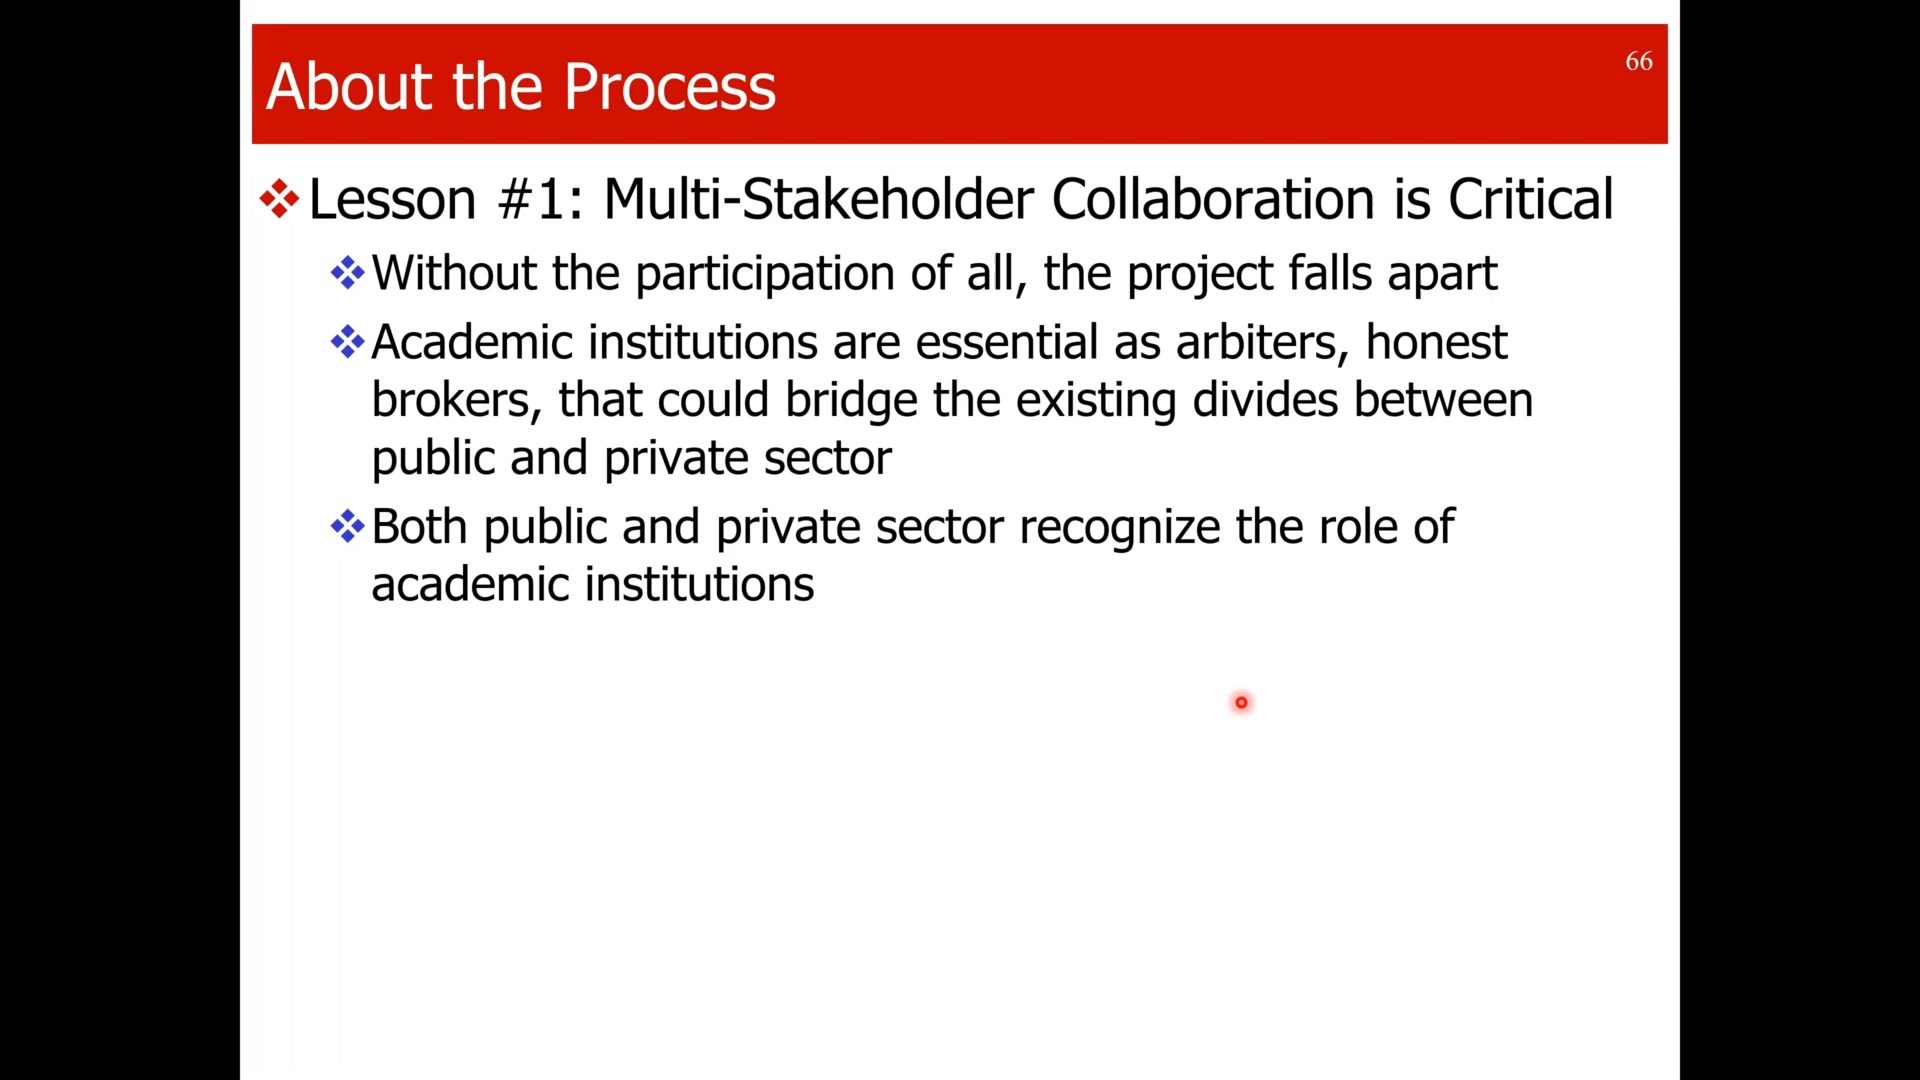 About the Process
66
Lesson #1: Multi-Stakeholder Collaboration is Critical
Without the participation of all, the project falls apart
Academic institutions are essential as arbiters, honest
brokers, that could bridge the existing divides between
public and private sector
Both public and private sector recognize the role of
academic institutions